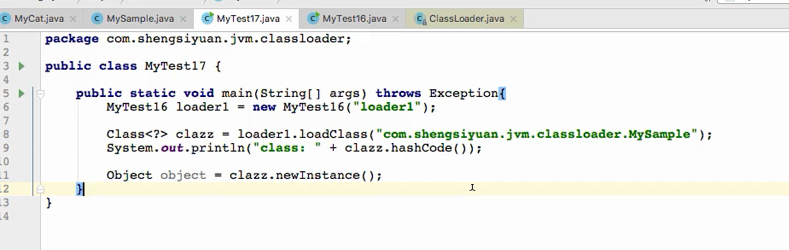 MyCat.java × MySample.java × MyTest17.java × MyTest16.java × ClassLoader.java ×
1 package com.shengsiyuan.jvm.classloader;
2
3 public class MyTest17 {
4
5 public static void main(String[] args) throws Exception{
6 MyTest16 loader1 = new MyTest16("loader1");
7
8 Class<?> clazz = loader1.loadClass("com.shengsiyuan.jvm.classloader.MySample");
9 System.out.println("class: " + clazz.hashCode());
10
11 Object object = clazz.newInstance();
12 }
13 }
14